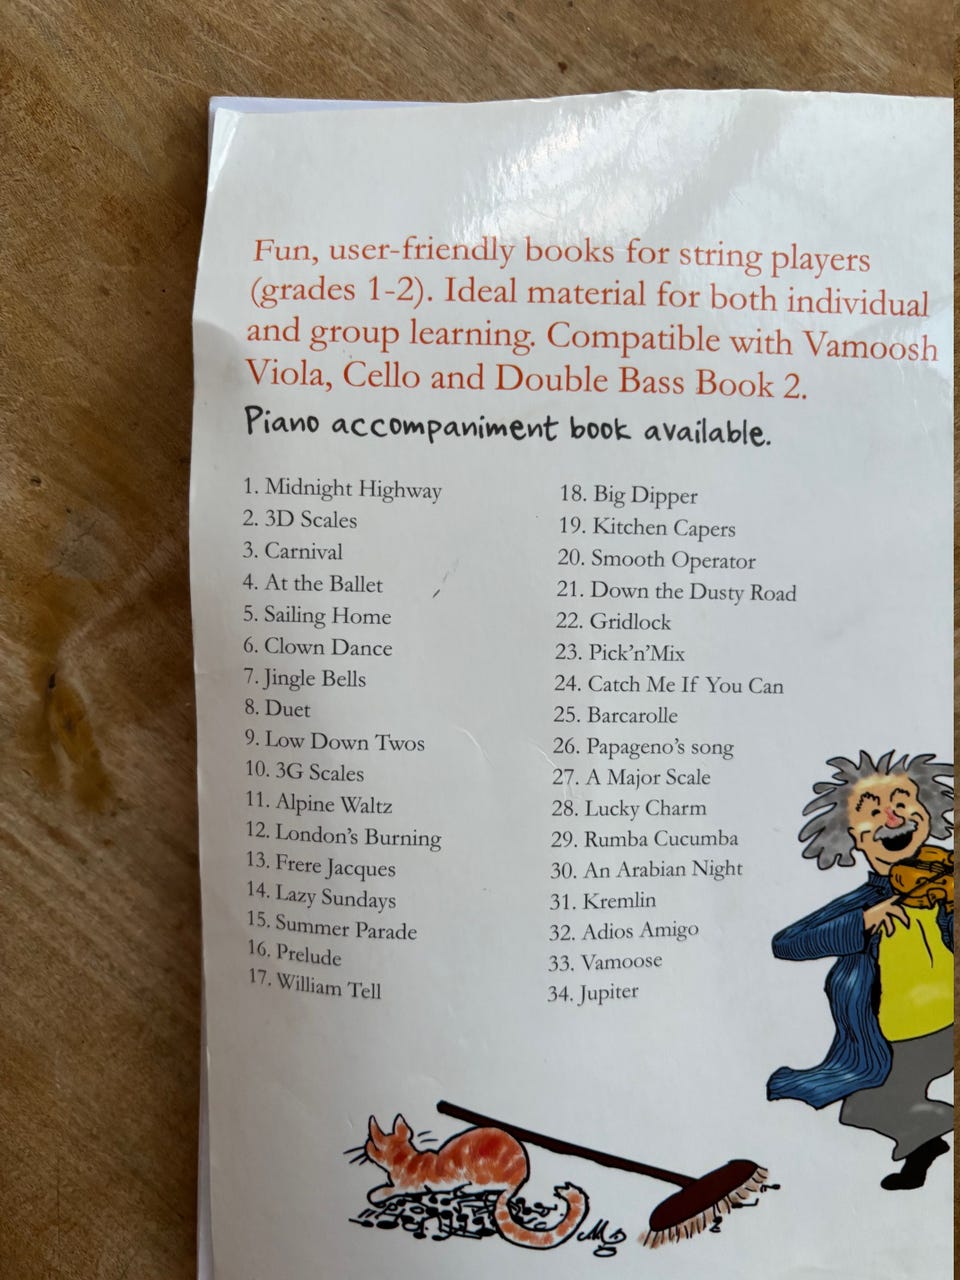 Fun, user-friendly books for string players
(grades 1-2). Ideal material for both individual
and group learning. Compatible with Vamoosh
Viola, Cello and Double Bass Book 2.
Piano accompaniment book available.
1. Midnight Highway
2. 3D Scales
3. Carnival
4. At the Ballet
5. Sailing Home
6. Clown Dance
7. Jingle Bells
8. Duet
9. Low Down Twos
10. 3G Scales
11. Alpine Waltz
12. London's Burning
13. Frere Jacques
14. Lazy Sundays
15. Summer Parade
16. Prelude
17. William Tell
18. Big Dipper
19. Kitchen Capers
20. Smooth Operator
21. Down the Dusty Road
22. Gridlock
23. Pick'n'Mix
24. Catch Me If You Can
25. Barcarolle
26. Papageno's song
27. A Major Scale
28. Lucky Charm
29. Rumba Cucumba
30. An Arabian Night
31. Kremlin
32. Adios Amigo
33. Vamoose
34. Jupiter